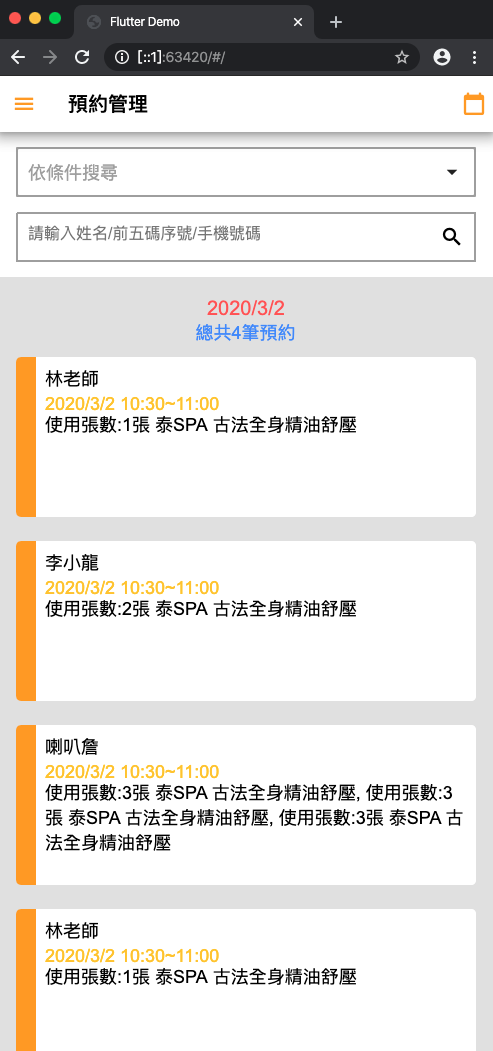 Flutter Demo
[::1]:63420/#/
預約管理
依條件搜尋
請輸入姓名/前五碼序號/手機號碼
2020/3/2
總共4筆預約
林老師
2020/3/2 10:30~11:00
使用張數:1張 泰SPA 古法全身精油舒壓
李小龍
2020/3/2 10:30~11:00
使用張數:2張 泰SPA 古法全身精油舒壓
喇叭詹
2020/3/2 10:30~11:00
使用張數:3張 泰SPA 古法全身精油舒壓, 使用張數:3
張 泰SPA 古法全身精油舒壓, 使用張數:3張 泰SPA 古
法全身精油舒壓
林老師
2020/3/2 10:30~11:00
使用張數:1張 泰SPA 古法全身精油舒壓